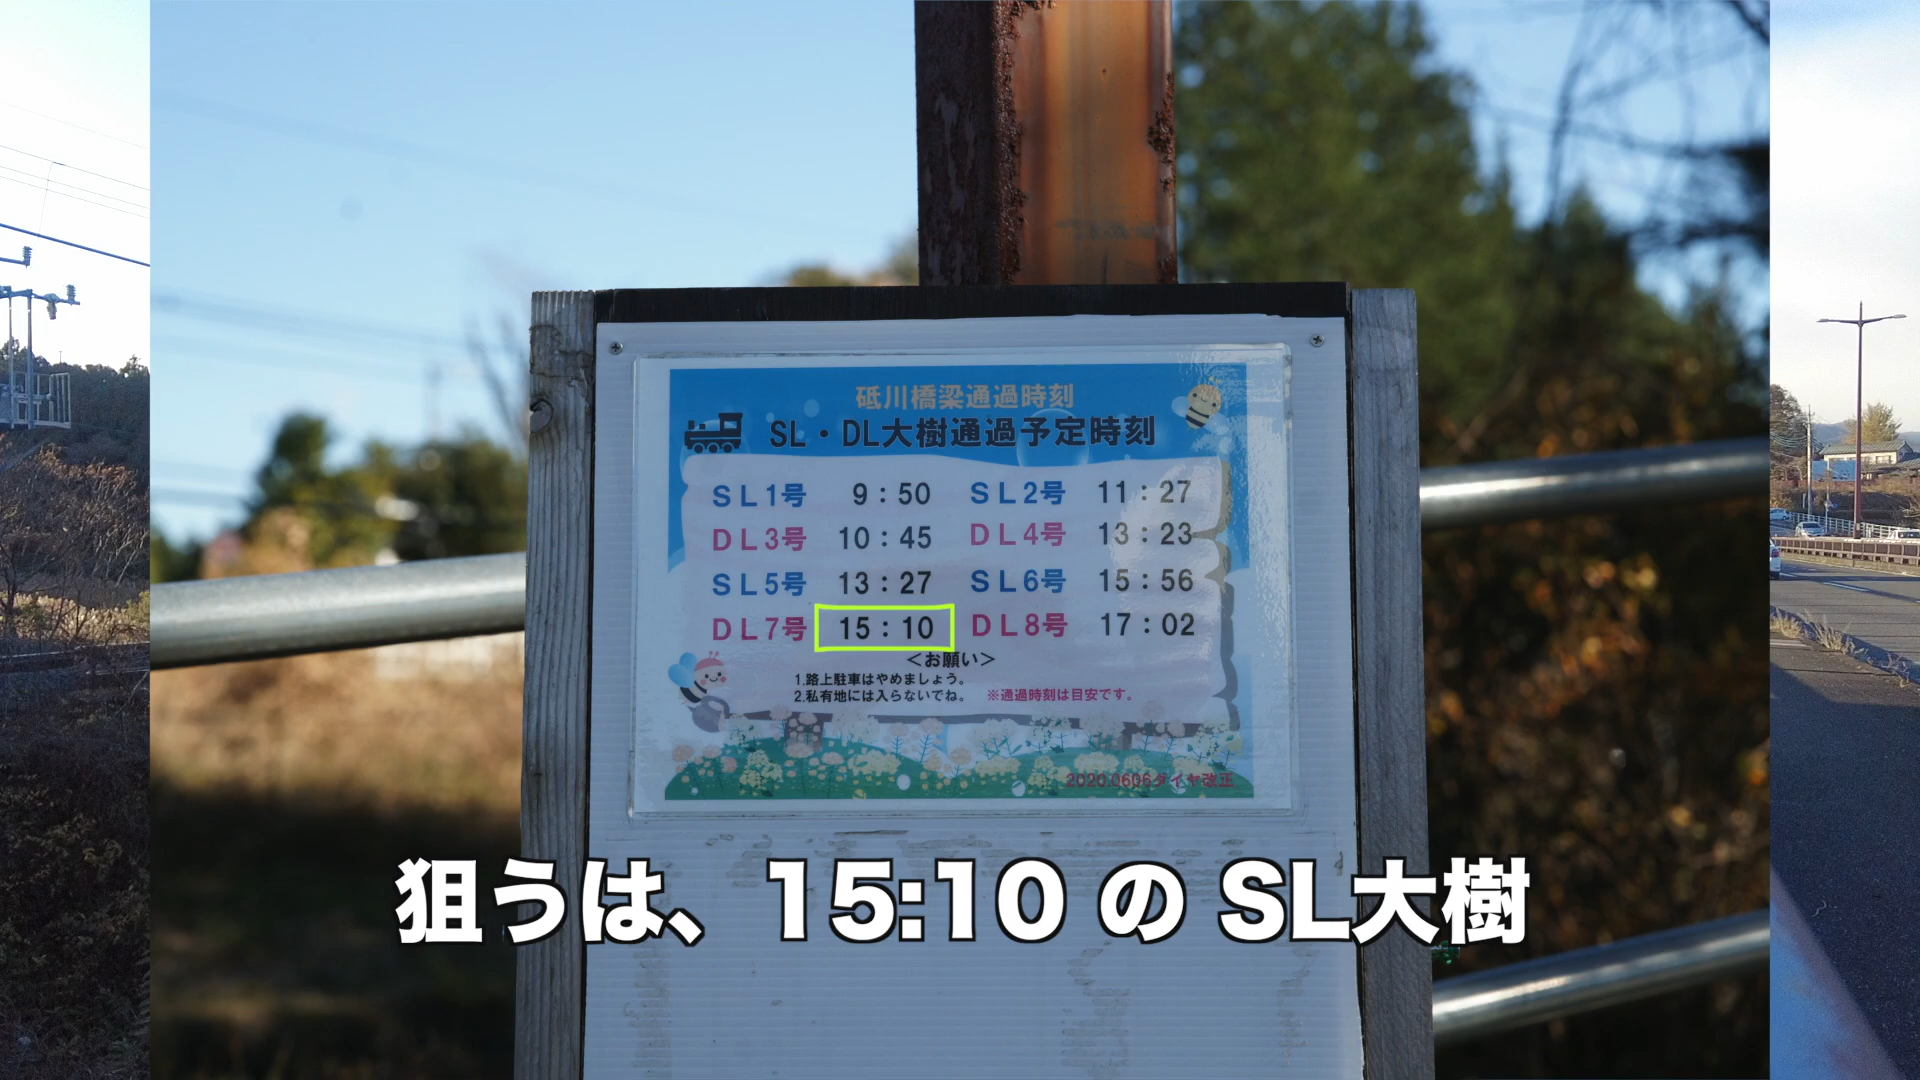 砥川橋梁通過時刻
SL・DL大樹通過予定時刻
SL1号 9:50 SL2号 11:27
DL3号 10:45 DL4号 13:23
SL5号 13:27 SL6号 15:56
DL7号 15:10 DL8号 17:02
<お願い>
1.路上駐車はやめましょう。
2.私有地には入らないでね。 ※通過時刻は目安です。
2020.0606ダイヤ改正
狙うは、15:10 の SL大樹